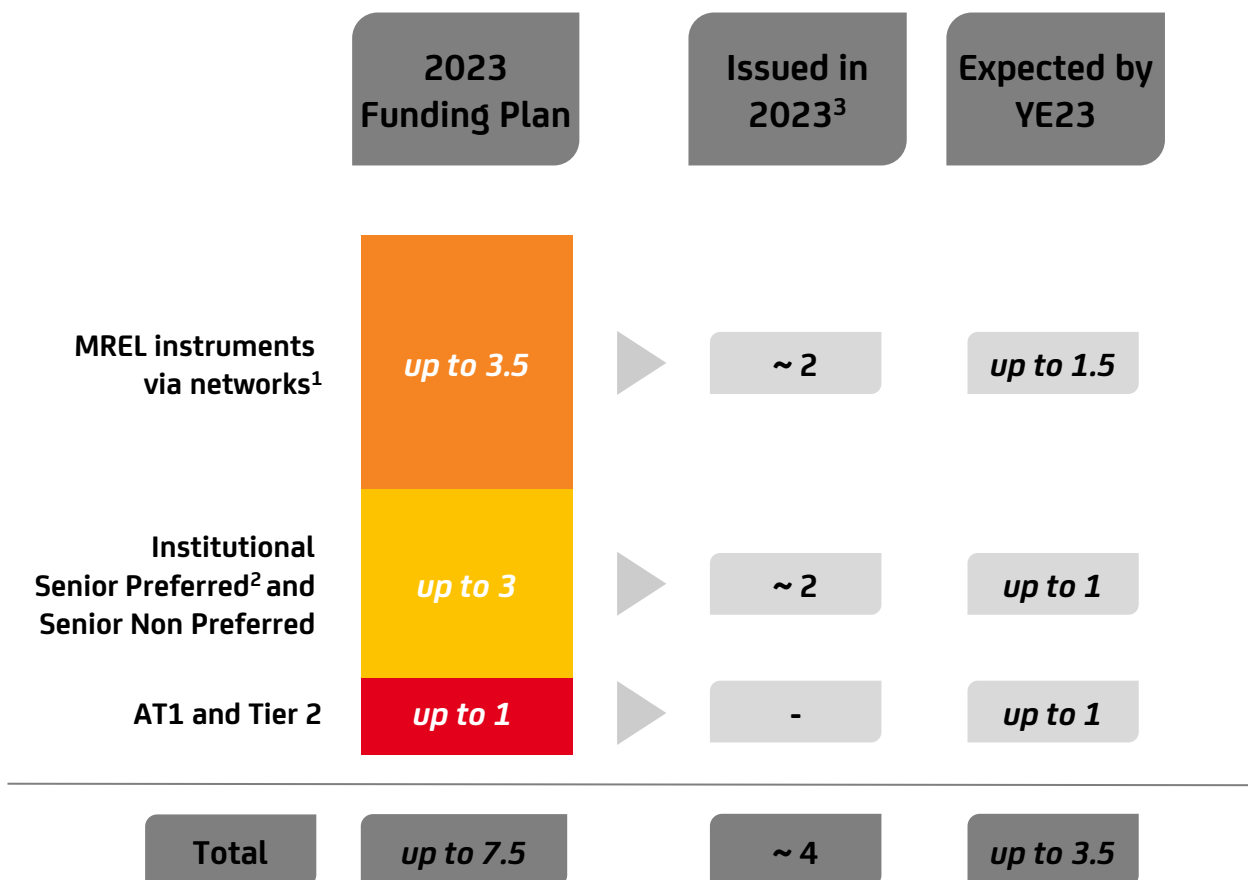 2023
Funding Plan
Issued in
2023³
Expected by
YE23
MREL instruments
via networks¹
up to 3.5
~ 2
up to 1.5
Institutional
Senior Preferred² and
Senior Non Preferred
up to 3
~ 2
up to 1
AT1 and Tier 2
up to 1
-
up to 1
Total
up to 7.5
~ 4
up to 3.5